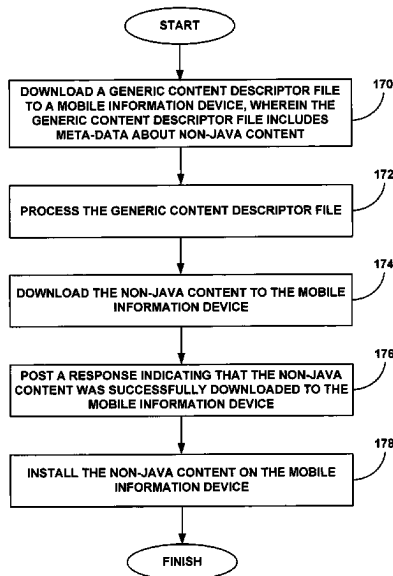 START
170
DOWNLOAD A GENERIC CONTENT DESCRIPTOR FILE
TO A MOBILE INFORMATION DEVICE, WHEREIN THE
GENERIC CONTENT DESCRIPTOR FILE INCLUDES
META-DATA ABOUT NON-JAVA CONTENT
172
PROCESS THE GENERIC CONTENT DESCRIPTOR FILE
174
DOWNLOAD THE NON-JAVA CONTENT TO THE MOBILE
INFORMATION DEVICE
176
POST A RESPONSE INDICATING THAT THE NON-JAVA
CONTENT WAS SUCCESSFULLY DOWNLOADED TO THE
MOBILE INFORMATION DEVICE
178
INSTALL THE NON-JAVA CONTENT ON THE MOBILE
INFORMATION DEVICE
FINISH